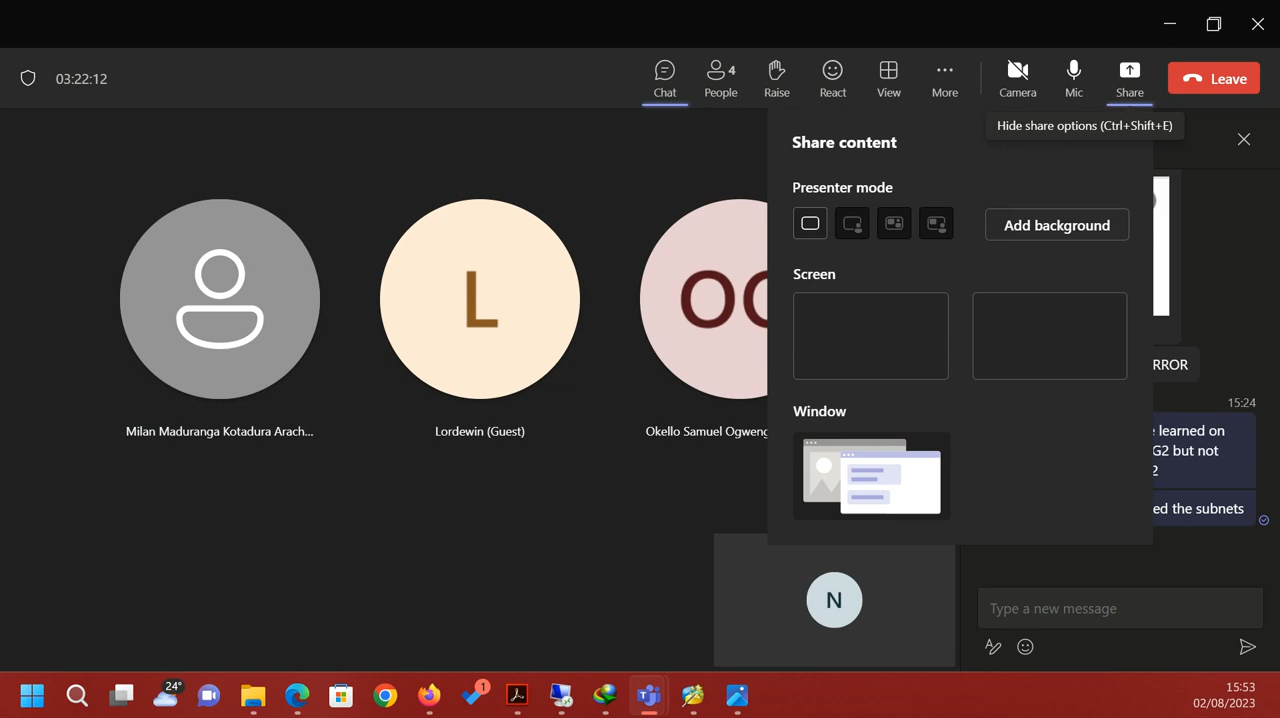 03:22:12
Chat
4
People
Raise
React
View
More
Camera
Mic
Share
Leave
Hide share options (Ctrl+Shift+E)
Share content
Presenter mode
Add background
Screen
Window
L
OC
Milan Maduranga Kotadura Arach...
Lordewin (Guest)
Okello Samuel Ogweng
N
RROR
15:24
e learned on
G2 but not
2
ed the subnets
Type a new message
24°
1
15:53
02/08/2023